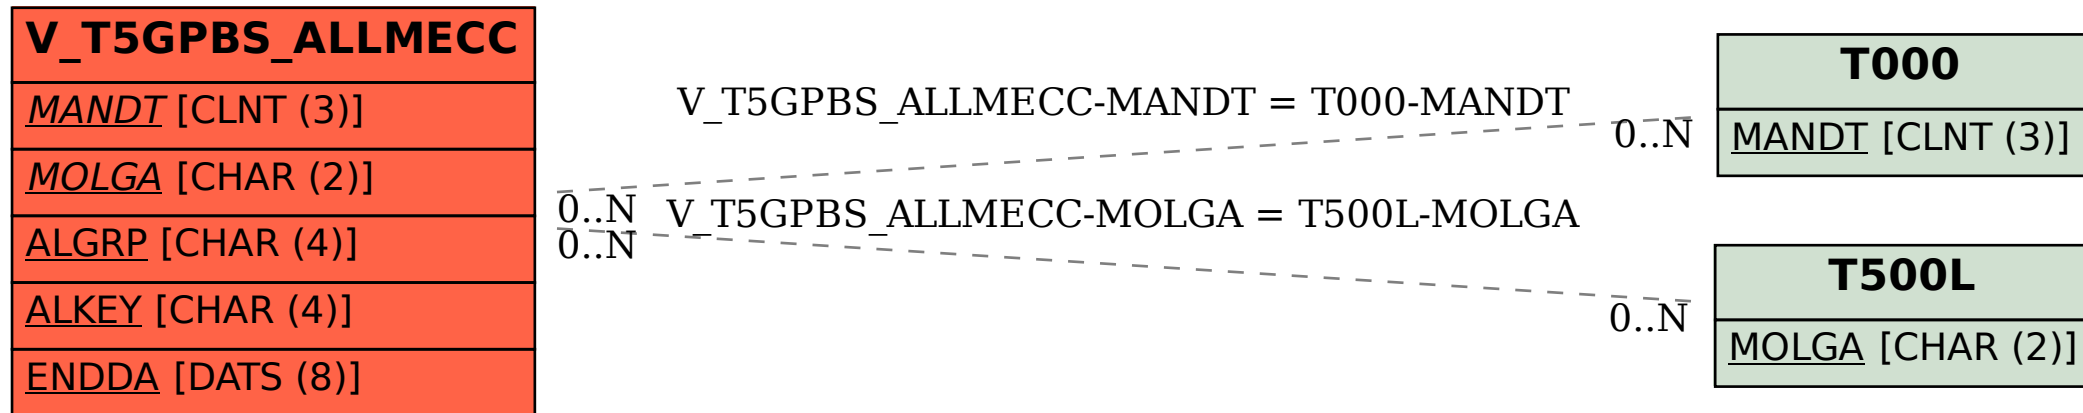 V_T5GPBS_ALLMECC
MANDT [CLNT (3)]
MOLGA [CHAR (2)]
ALGRP [CHAR (4)]
ALKEY [CHAR (4)]
ENDDA [DATS (8)]
V_T5GPBS_ALLMECC-MANDT = T000-MANDT
0..N
0..N
V_T5GPBS_ALLMECC-MOLGA = T500L-MOLGA
0..N
0..N
T000
MANDT [CLNT (3)]
T500L
MOLGA [CHAR (2)]